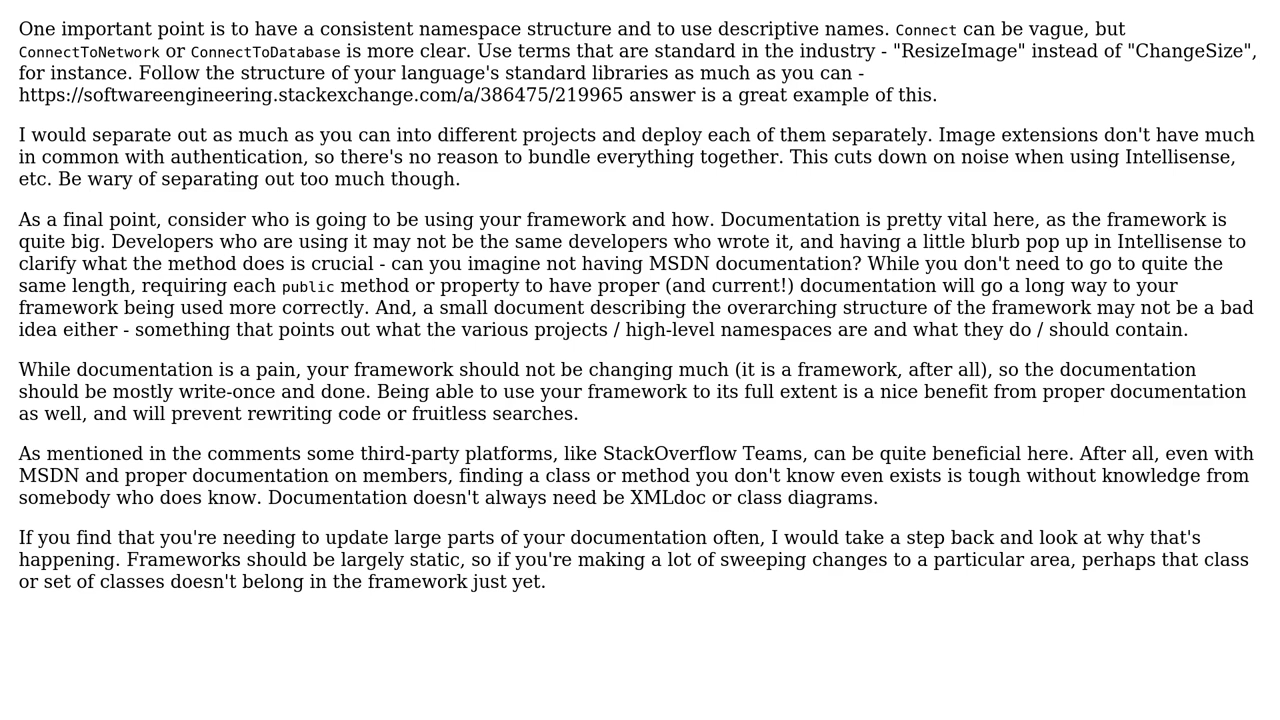 One important point is to have a consistent namespace structure and to use descriptive names. Connect can be vague, but
ConnectToNetwork or ConnectToDatabase is more clear. Use terms that are standard in the industry - "ResizeImage" instead of "ChangeSize",
for instance. Follow the structure of your language's standard libraries as much as you can -
https://softwareengineering.stackexchange.com/a/386475/219965 answer is a great example of this.
I would separate out as much as you can into different projects and deploy each of them separately. Image extensions don't have much
in common with authentication, so there's no reason to bundle everything together. This cuts down on noise when using Intellisense,
etc. Be wary of separating out too much though.
As a final point, consider who is going to be using your framework and how. Documentation is pretty vital here, as the framework is
quite big. Developers who are using it may not be the same developers who wrote it, and having a little blurb pop up in Intellisense to
clarify what the method does is crucial - can you imagine not having MSDN documentation? While you don't need to go to quite the
same length, requiring each public method or property to have proper (and current!) documentation will go a long way to your
framework being used more correctly. And, a small document describing the overarching structure of the framework may not be a bad
idea either - something that points out what the various projects / high-level namespaces are and what they do / should contain.
While documentation is a pain, your framework should not be changing much (it is a framework, after all), so the documentation
should be mostly write-once and done. Being able to use your framework to its full extent is a nice benefit from proper documentation
as well, and will prevent rewriting code or fruitless searches.
As mentioned in the comments some third-party platforms, like StackOverflow Teams, can be quite beneficial here. After all, even with
MSDN and proper documentation on members, finding a class or method you don't know even exists is tough without knowledge from
somebody who does know. Documentation doesn't always need be XMLdoc or class diagrams.
If you find that you're needing to update large parts of your documentation often, I would take a step back and look at why that's
happening. Frameworks should be largely static, so if you're making a lot of sweeping changes to a particular area, perhaps that class
or set of classes doesn't belong in the framework just yet.